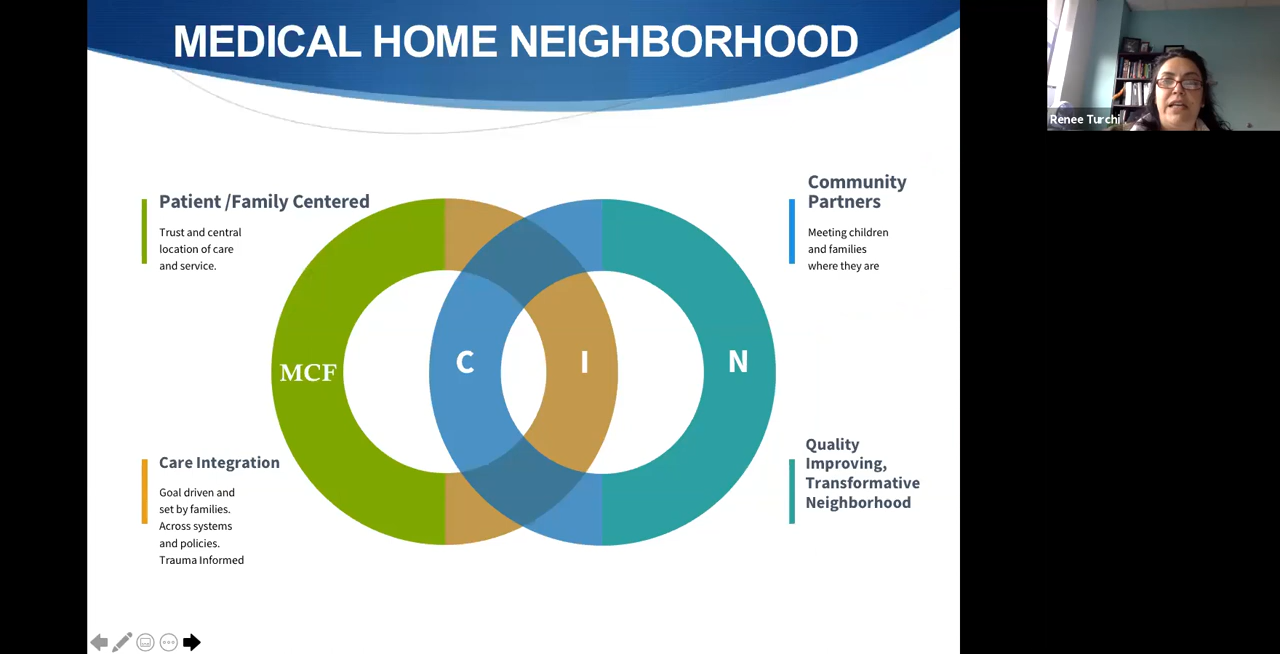 MEDICAL HOME NEIGHBORHOOD
Renee Turchi
Patient /Family Centered
Trust and central
location of care
and service.
Community
Partners
Meeting children
and families
where they are
MCF
C
I
N
Care Integration
Goal driven and
set by families.
Across systems
and policies.
Trauma Informed
Quality
Improving,
Transformative
Neighborhood